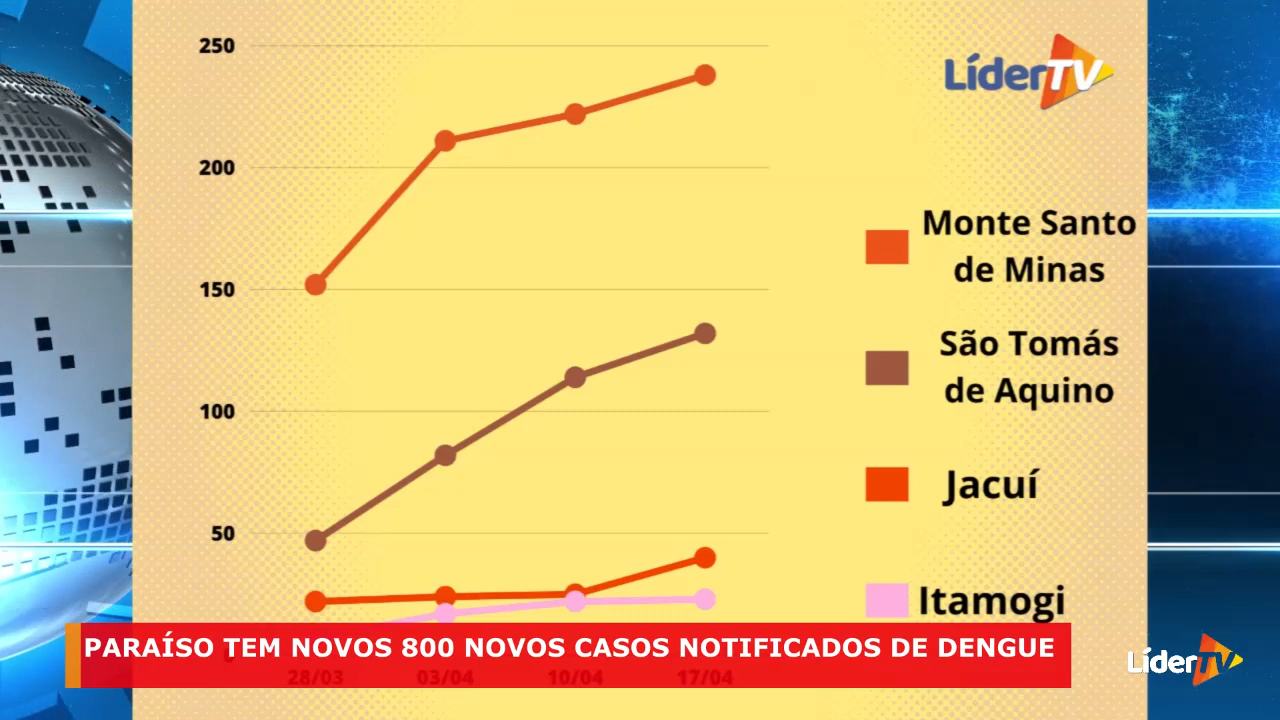 250
LíderTV
200
Monte Santo
de Minas
150
São Tomás
de Aquino
100
Jacuí
50
Itamogi
PARAÍSO TEM NOVOS 800 NOVOS CASOS NOTIFICADOS DE DENGUE
LíderTV
28/03 03/04 10/04 17/04